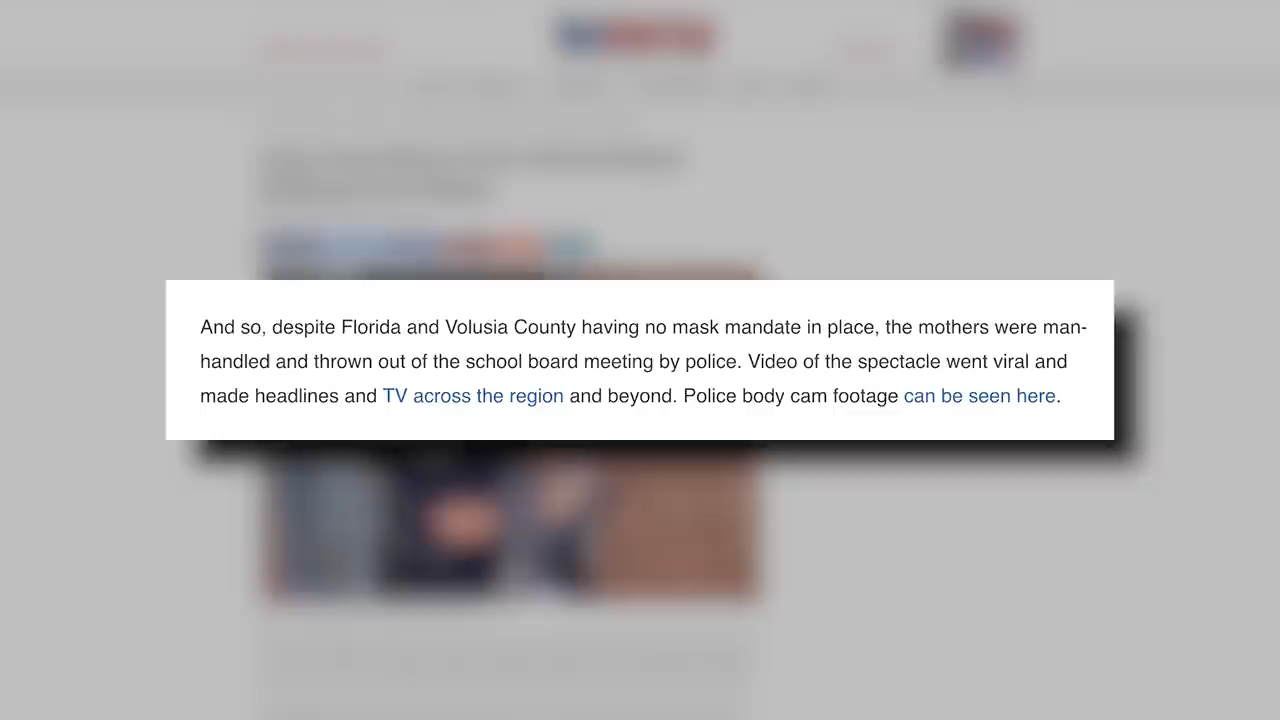 And so, despite Florida and Volusia County having no mask mandate in place, the mothers were man-
handled and thrown out of the school board meeting by police. Video of the spectacle went viral and
made headlines and TV across the region and beyond. Police body cam footage can be seen here.